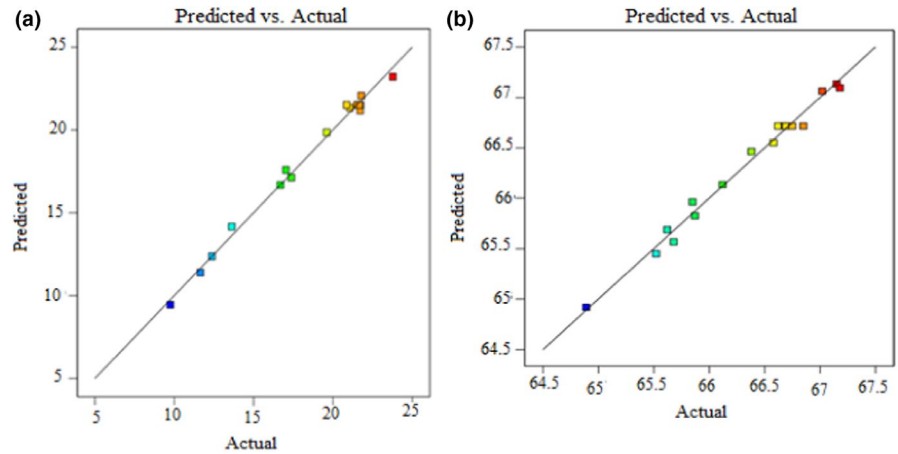 (a)
Predicted vs. Actual
25
20
15
10
5
Predicted
5 10 15 20 25
Actual
(b)
Predicted vs. Actual
67.5
67
66.5
66
65.5
65
64.5
Predicted
64.5 65 65.5 66 66.5 67 67.5
Actual